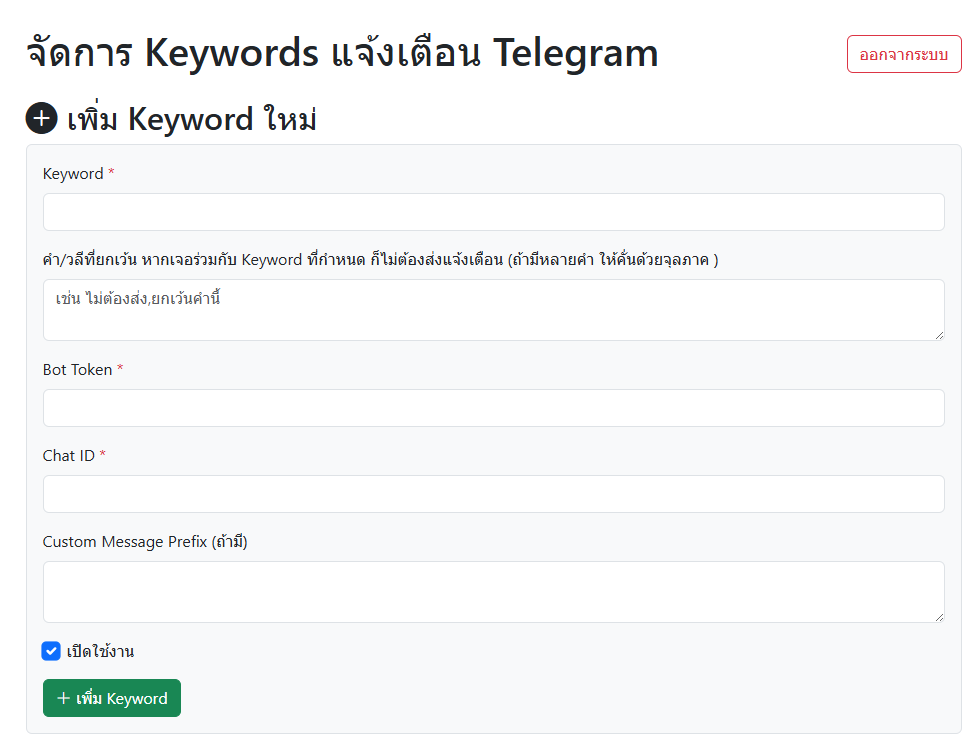 จัดการ Keywords แจ้งเตือน Telegram
ออกจากระบบ
เพิ่ม Keyword ใหม่
Keyword *
คำ/วลีที่ยกเว้น หากเจอร่วมกับ Keyword ที่กำหนด ก็ไม่ต้องส่งแจ้งเตือน (ถ้ามีหลายคำ ให้คั่นด้วยจุลภาค )
เช่น ไม่ต้องส่ง,ยกเว้นคำนี้
Bot Token *
Chat ID *
Custom Message Prefix (ถ้ามี)
เปิดใช้งาน
+ เพิ่ม Keyword